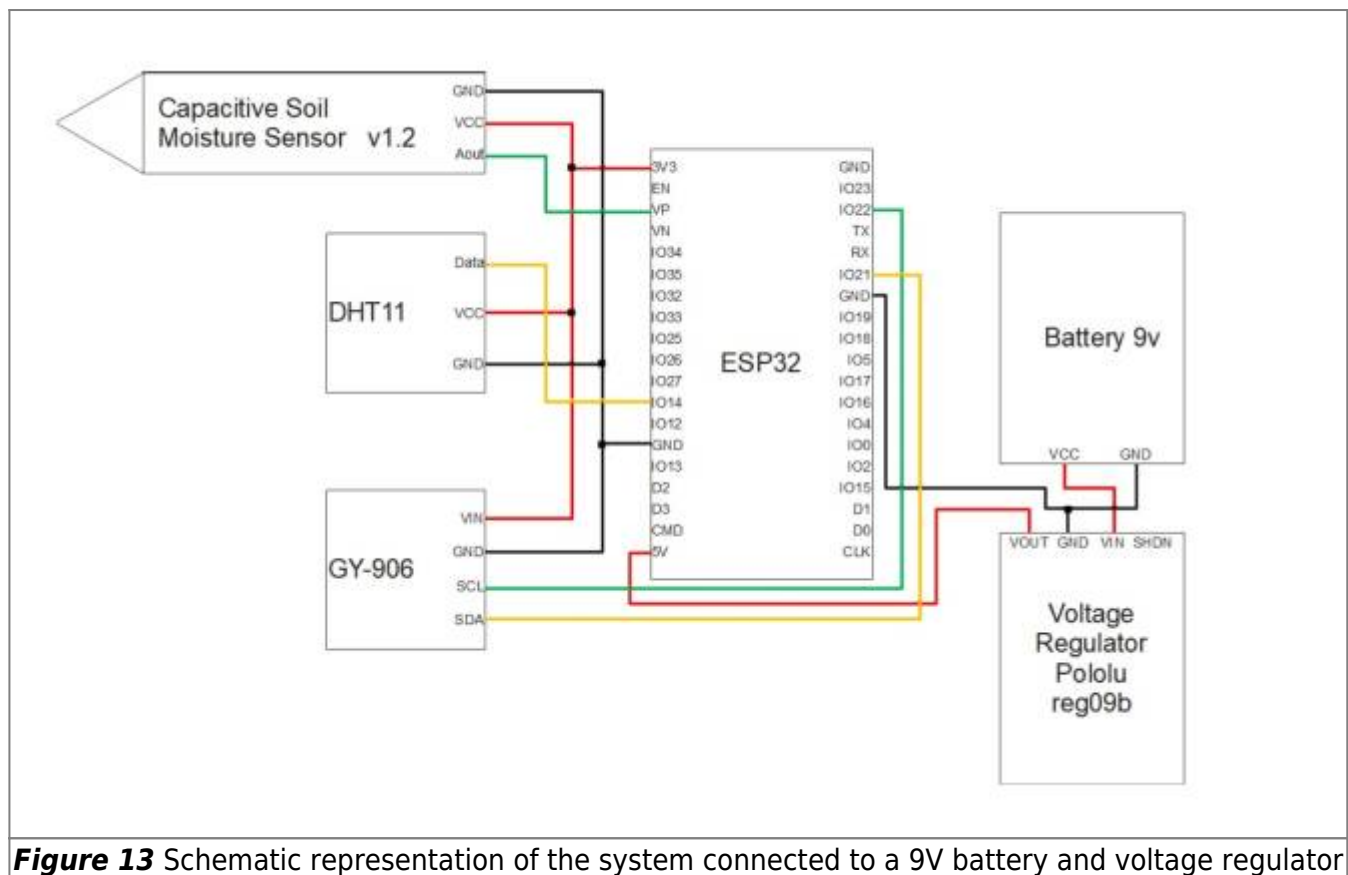 Capacitive Soil
Moisture Sensor v1.2
GND
VCC
Aout
DHT11
Data
VCC
GND
GY-906
VIN
GND
SCL
SDA
ESP32
3V3
EN
VP
VN
IO34
IO35
IO32
IO33
IO25
IO26
IO27
IO14
IO12
GND
IO13
D2
D3
CMD
5V
GND
IO23
IO22
TX
RX
IO21
GND
IO19
IO18
IO5
IO17
IO16
IO4
IO0
IO2
IO15
D1
D0
CLK
Battery 9v
VCC GND
VOUT GND VIN SHDN
Voltage
Regulator
Pololu
reg09b
Figure 13 Schematic representation of the system connected to a 9V battery and voltage regulator